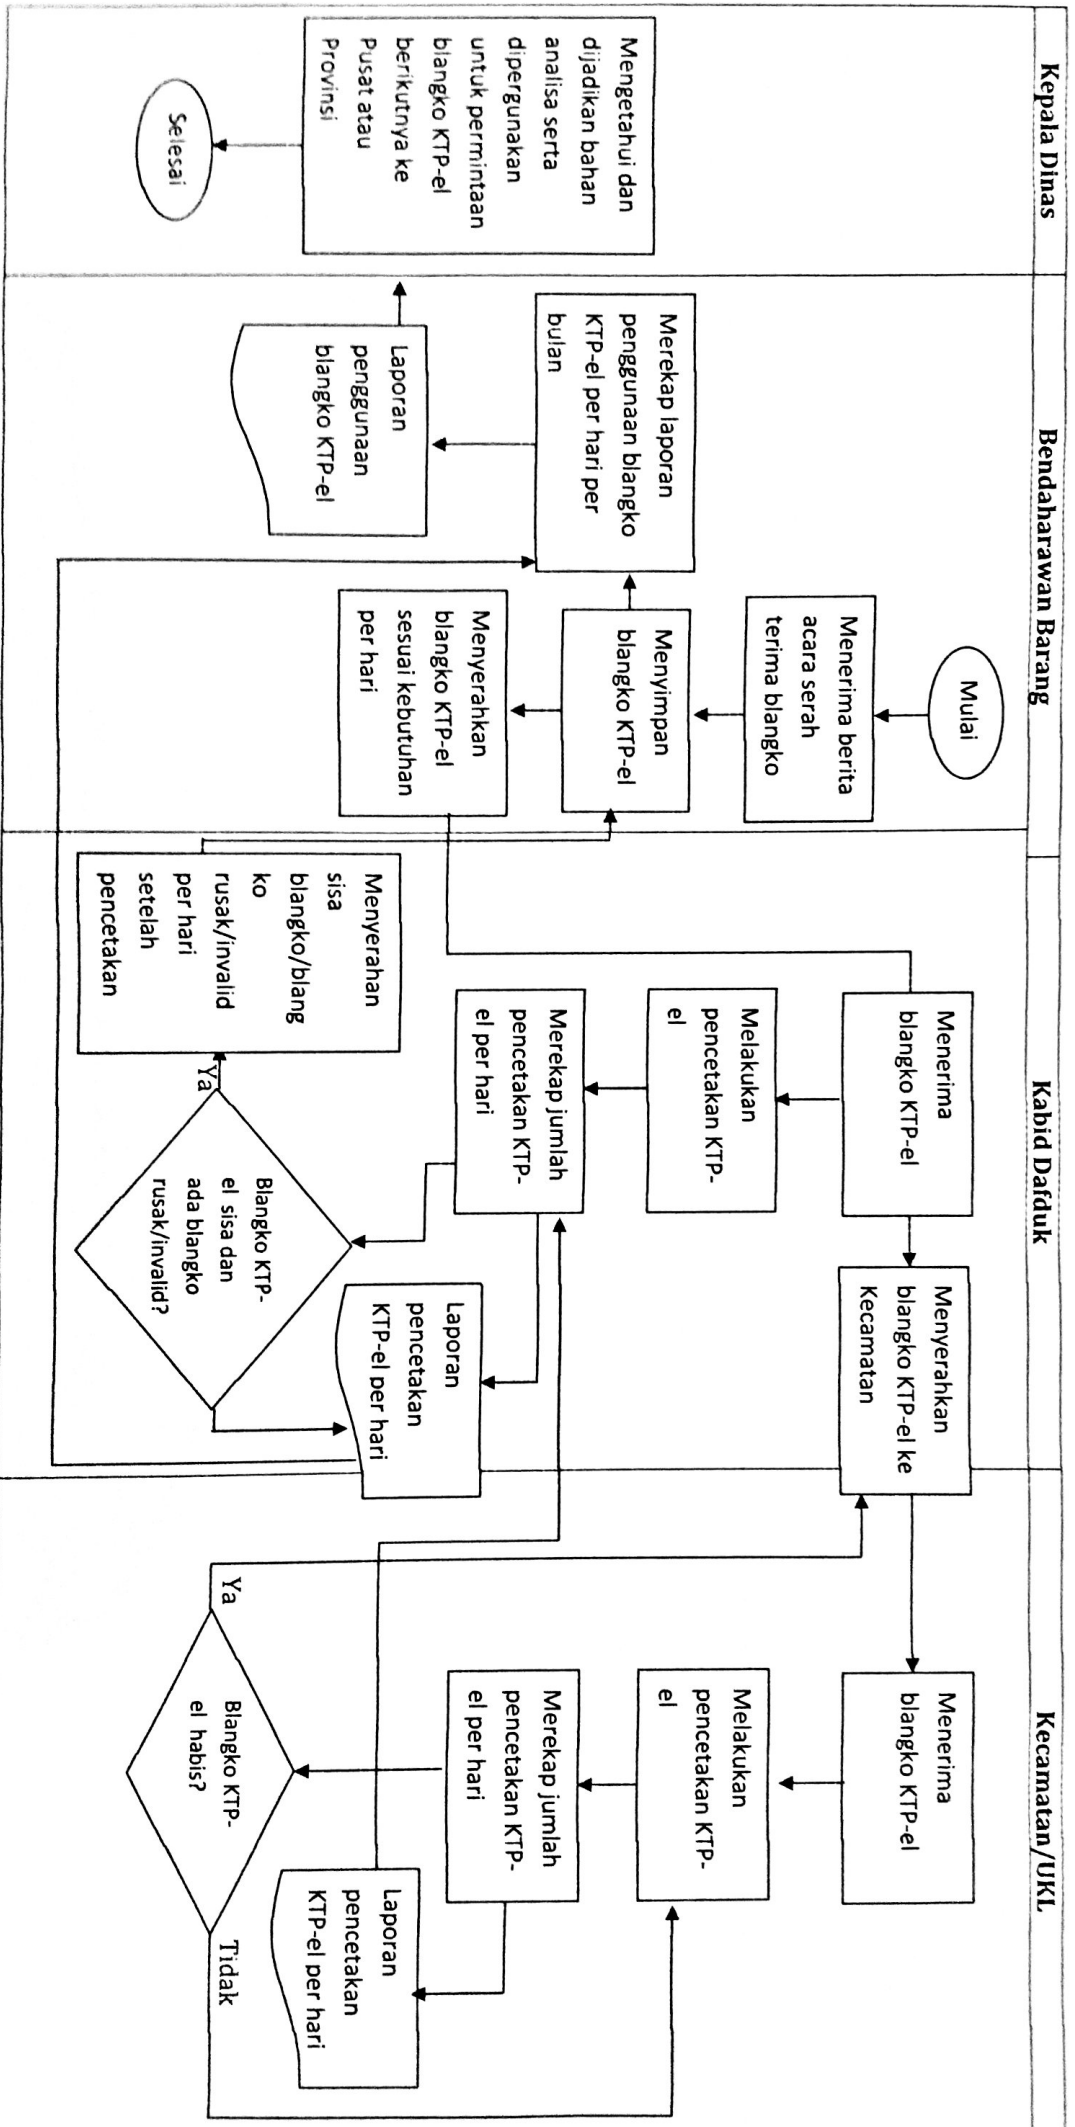 Kepala Dinas
Bendaharawan Barang
Kabid Dafduk
Kecamatan/UKL
Mengetahui dan
dijadikan bahan
analisa serta
dipergunakan
untuk permintaan
blangko KTP-el
berikutnya ke
Pusat atau
Provinsi
Selesai
Mulai
Menerima berita
acara serah
terima blangko
Menyimpan
blangko KTP-el
Menyerahkan
blangko KTP-el
sesuai kebutuhan
per hari
Merekap laporan
penggunaan blangko
KTP-el per hari per
bulan
Laporan
penggunaan
blangko KTP-el
Menerima
blangko KTP-el
Melakukan
pencetakan KTP-
el
Merekap jumlah
pencetakan KTP-
el per hari
Menyerahkan
blangko KTP-el ke
Kecamatan
Laporan
pencetakan
KTP-el per hari
Blangko KTP-
el sisa dan
ada blangko
rusak/invalid?
Ya
Menyerahan
sisa
blangko/blang
ko
rusak/invalid
per hari
setelah
pencetakan
Menerima
blangko KTP-el
Melakukan
pencetakan KTP-
el
Merekap jumlah
pencetakan KTP-
el per hari
Laporan
pencetakan
KTP-el per hari
Blangko KTP-
el habis?
Ya
Tidak